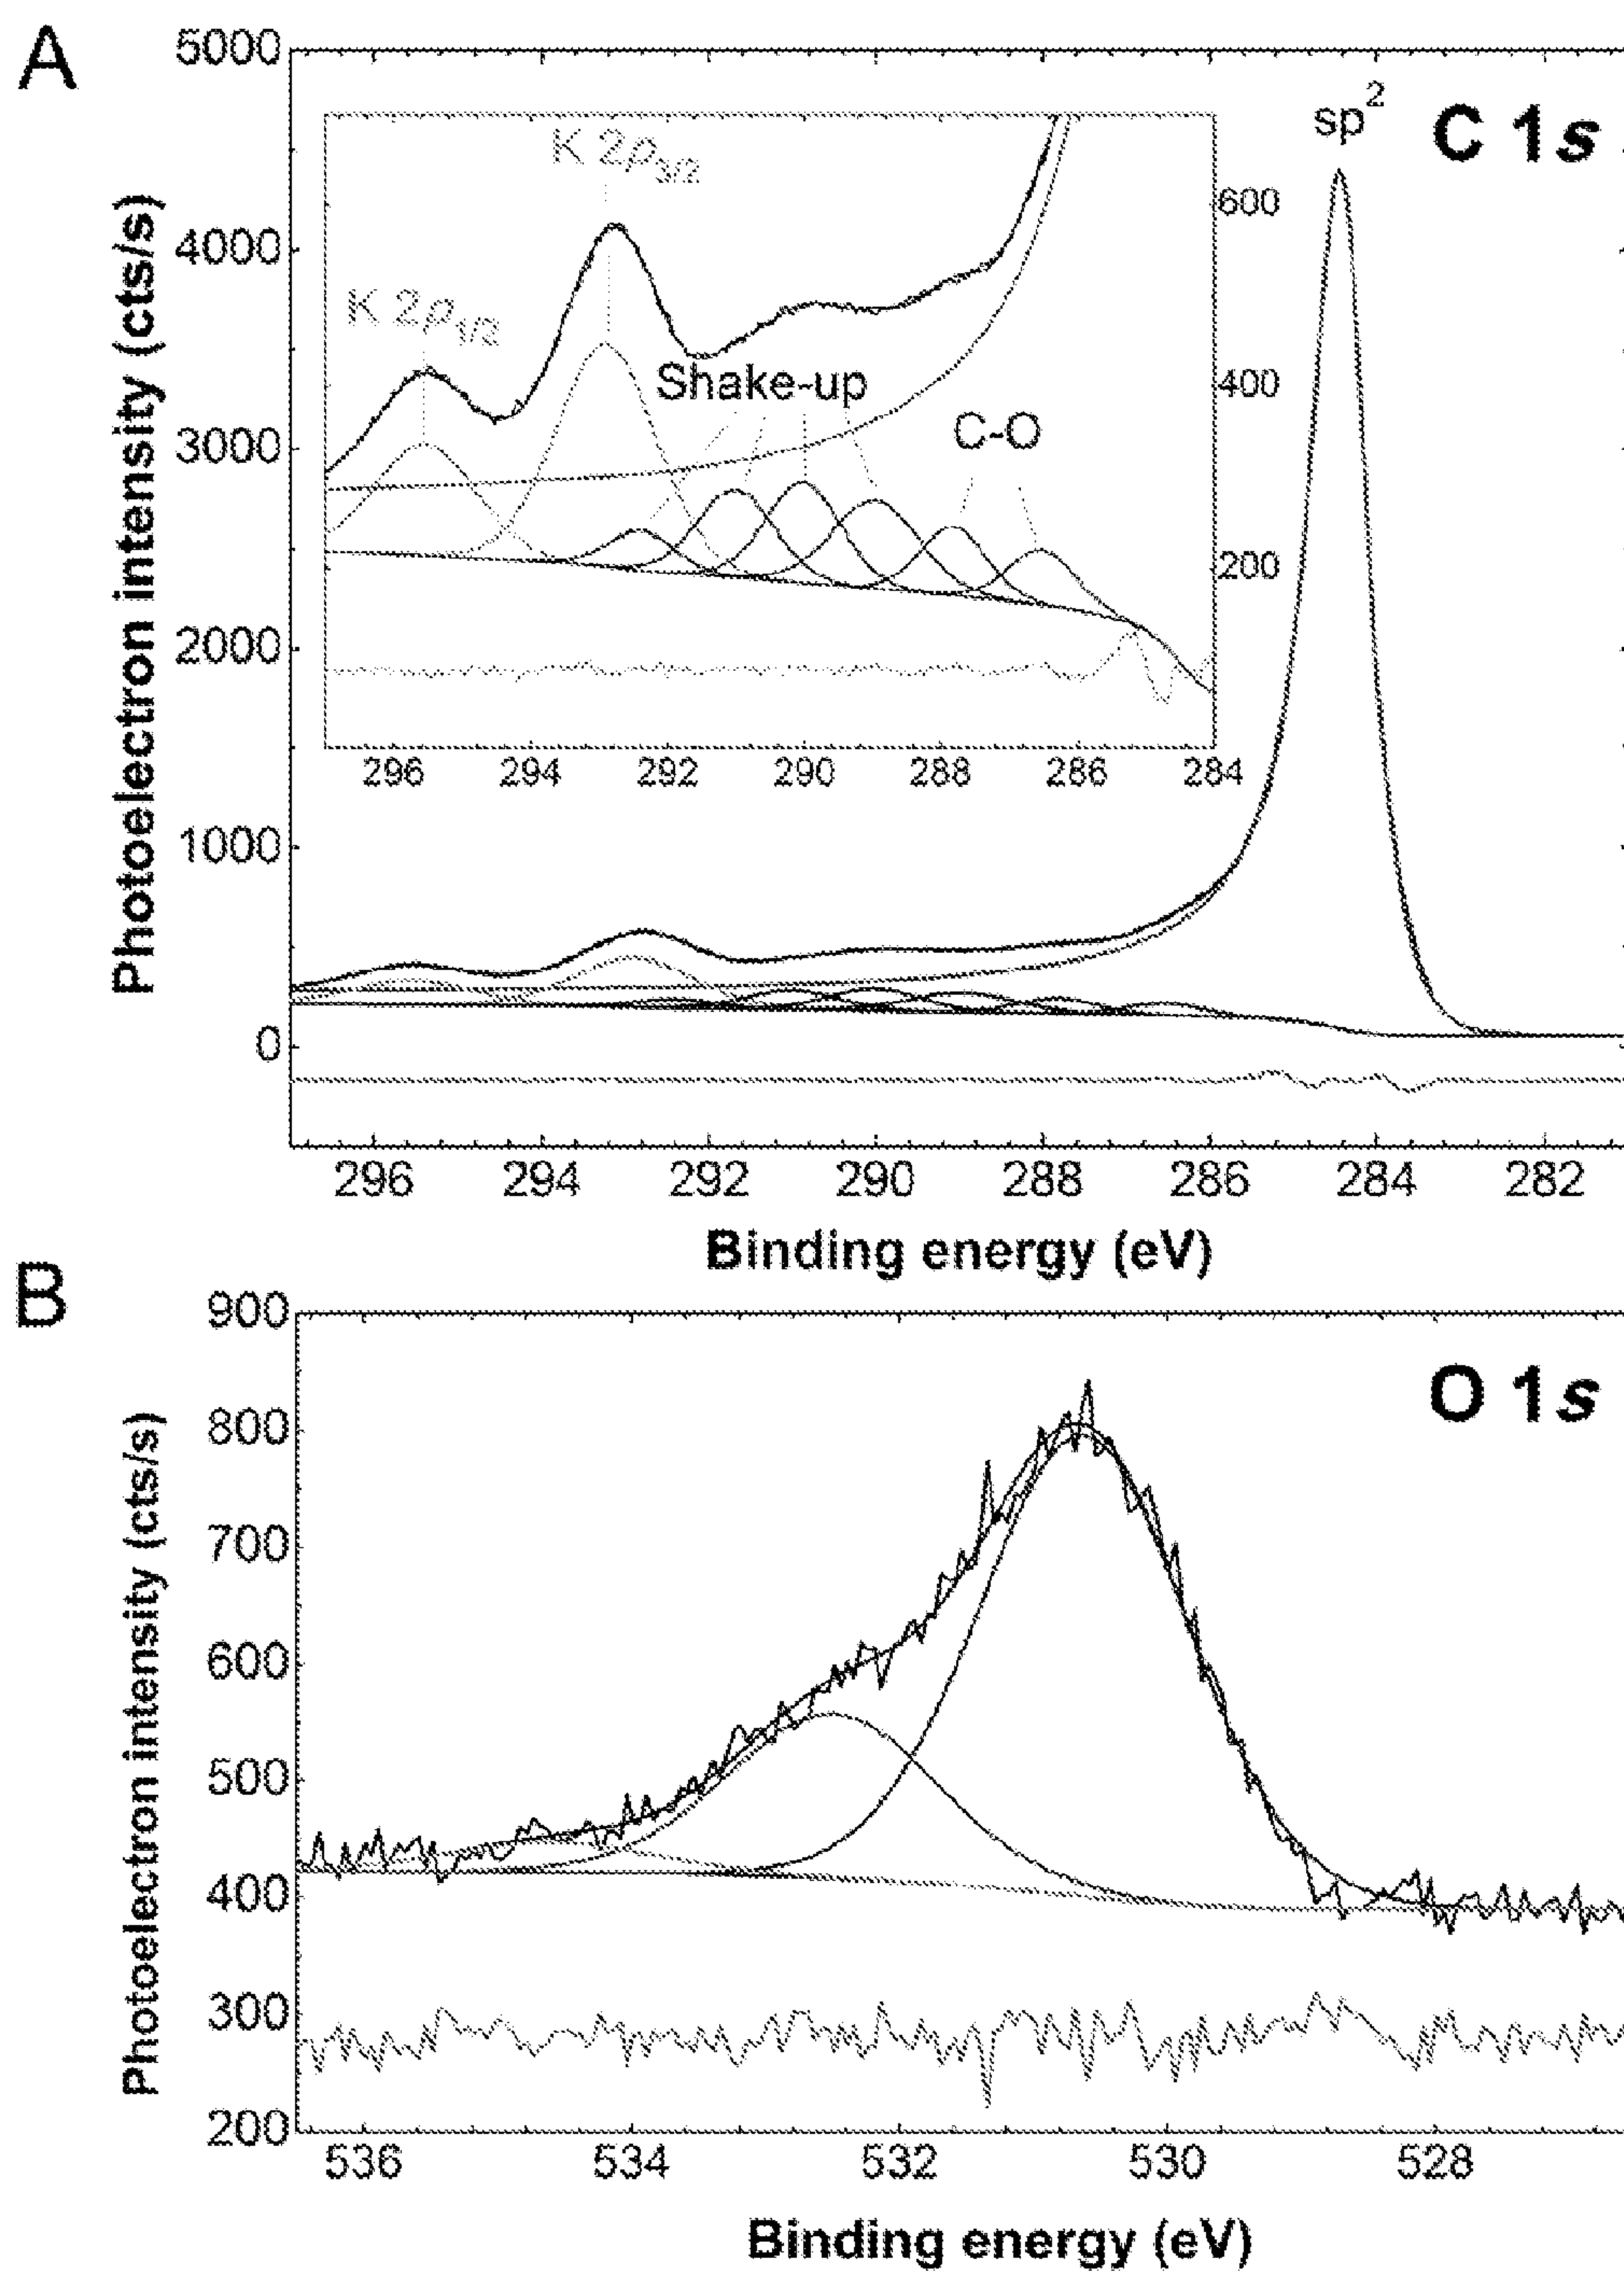 A
5000
4000
3000
2000
1000
0
Photoelectron intensity (cts/s)
sp²
C 1s
K 2p3/2
K 2p1/2
Shake-up
C-O
600
400
200
296 294 292 290 288 286 284
296 294 292 290 288 286 284 282
Binding energy (eV)
B
900
800
700
600
500
400
300
200
Photoelectron intensity (cts/s)
O 1s
536 534 532 530 528
Binding energy (eV)